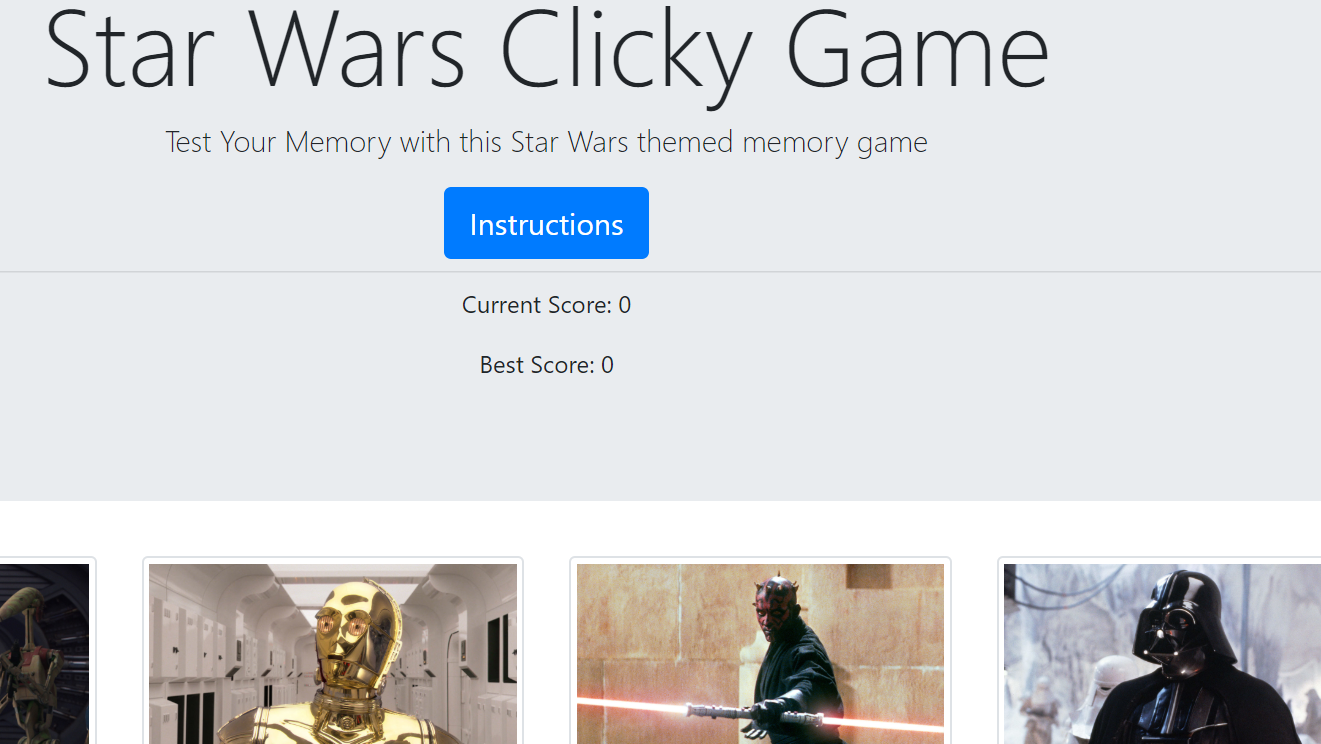 Star Wars Clicky Game
Test Your Memory with this Star Wars themed memory game
Instructions
Current Score: 0
Best Score: 0